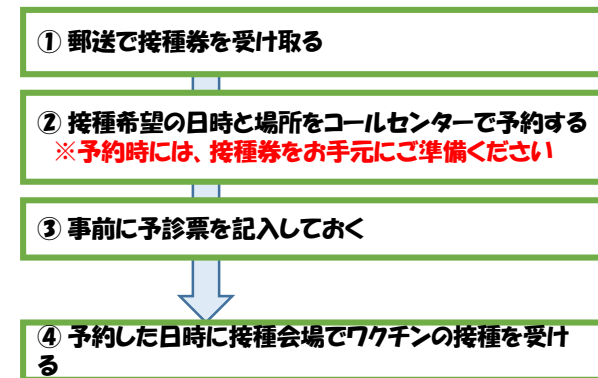 ① 郵送で接種券を受け取る
② 接種希望の日時と場所をコールセンターで予約する
※予約時には、接種券をお手元にご準備ください
③ 事前に予診票を記入しておく
④ 予約した日時に接種会場でワクチンの接種を受け
る